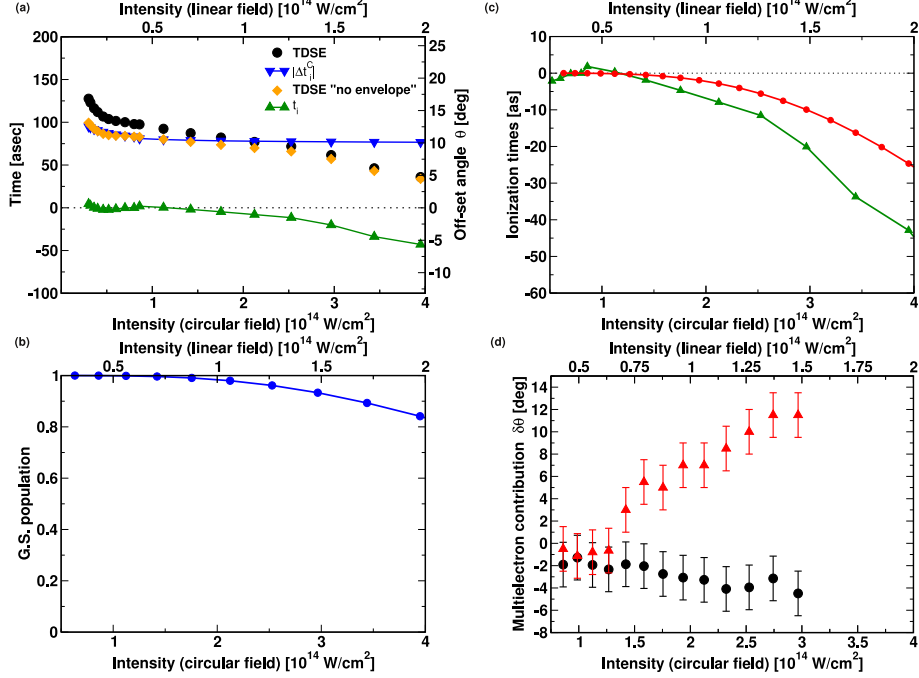 (a)
Intensity (linear field) [10^14 W/cm^2]
0.5 1 1.5 2
200
150
100
50
0
-50
-100
Time [asec]
TDSE
|Δt_i^C|
TDSE "no envelope"
t_i
25
20
15
10
5
0
-5
-10
Off-set angle θ [deg]
1 2 3 4
Intensity (circular field) [10^14 W/cm^2]
(c)
Intensity (linear field) [10^14 W/cm^2]
0.5 1 1.5 2
10
0
-10
-20
-30
-40
-50
-60
Ionization times [as]
1 2 3 4
Intensity (circular field) [10^14 W/cm^2]
(b)
Intensity (linear field) [10^14 W/cm^2]
0.5 1 1.5 2
1
0.8
0.6
0.4
0.2
0
G.S. population
1 2 3 4
Intensity (circular field) [10^14 W/cm^2]
(d)
Intensity (linear field) [10^14 W/cm^2]
0.5 0.75 1 1.25 1.5 1.75 2
14
12
10
8
6
4
2
0
-2
-4
-6
-8
Multielectron contribution δθ [deg]
1 1.5 2 2.5 3 3.5 4
Intensity (circular field) [10^14 W/cm^2]